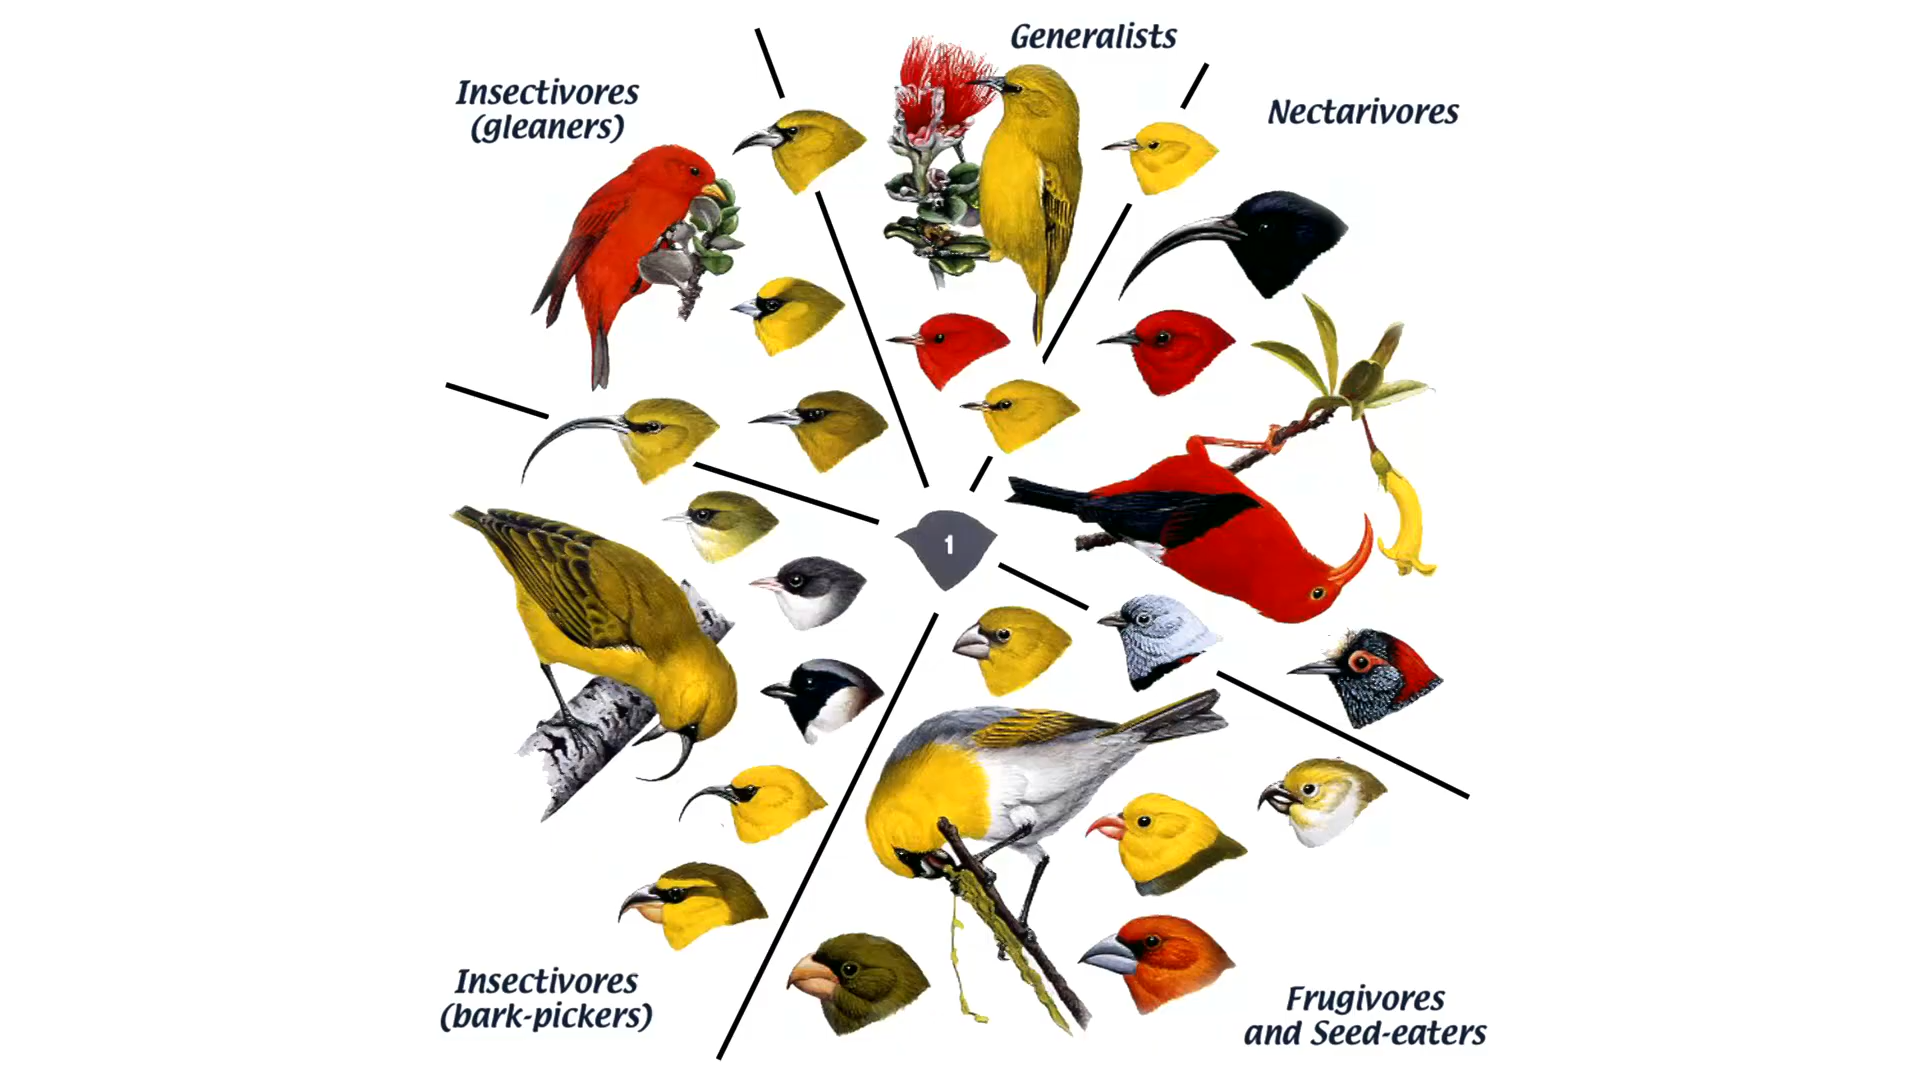 Generalists
Insectivores
(gleaners)
Nectarivores
1
Insectivores
(bark-pickers)
Frugivores
and Seed-eaters